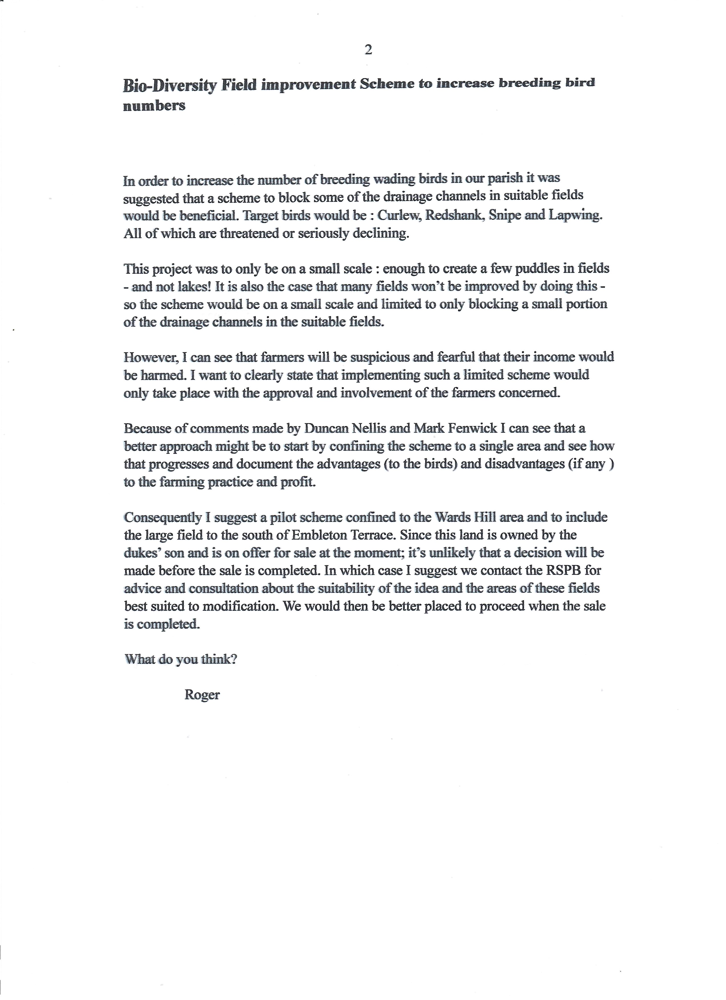 2
Bio-Diversity Field improvement Scheme to increase breeding bird
numbers
In order to increase the number of breeding wading birds in our parish it was
suggested that a scheme to block some of the drainage channels in suitable fields
would be beneficial. Target birds would be : Curlew, Redshank, Snipe and Lapwing.
All of which are threatened or seriously declining.
This project was to only be on a small scale : enough to create a few puddles in fields
- and not lakes! It is also the case that many fields won't be improved by doing this -
so the scheme would be on a small scale and limited to only blocking a small portion
of the drainage channels in the suitable fields.
However, I can see that farmers will be suspicious and fearful that their income would
be harmed. I want to clearly state that implementing such a limited scheme would
only take place with the approval and involvement of the farmers concerned.
Because of comments made by Duncan Nellis and Mark Fenwick I can see that a
better approach might be to start by confining the scheme to a single area and see how
that progresses and document the advantages (to the birds) and disadvantages (if any )
to the farming practice and profit.
Consequently I suggest a pilot scheme confined to the Wards Hill area and to include
the large field to the south of Embleton Terrace. Since this land is owned by the
dukes' son and is on offer for sale at the moment; it's unlikely that a decision will be
made before the sale is completed. In which case I suggest we contact the RSPB for
advice and consultation about the suitability of the idea and the areas of these fields
best suited to modification. We would then be better placed to proceed when the sale
is completed.
What do you think?
Roger